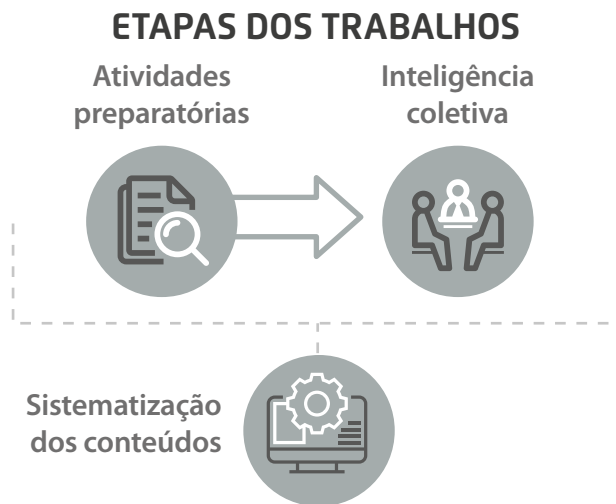 ETAPAS DOS TRABALHOS
Atividades
preparatórias
Inteligência
coletiva
Sistematização
dos conteúdos